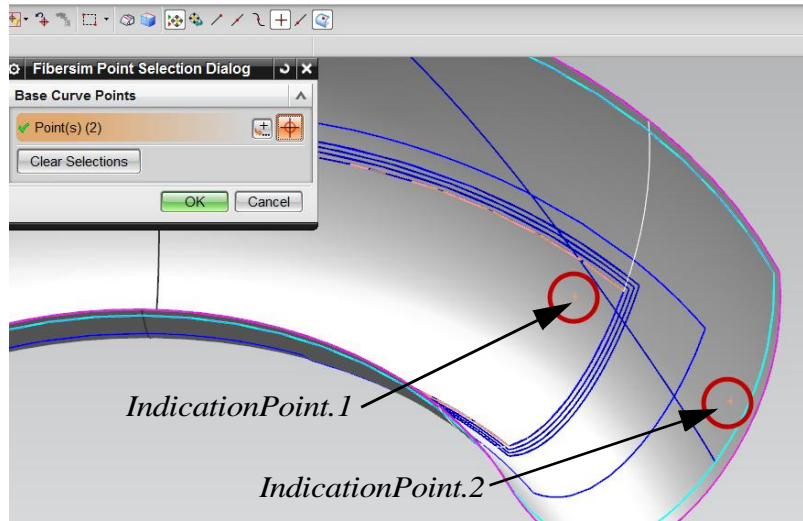 Fibersim Point Selection Dialog
Base Curve Points
Point(s) (2)
Clear Selections
OK Cancel
IndicationPoint.1
IndicationPoint.2